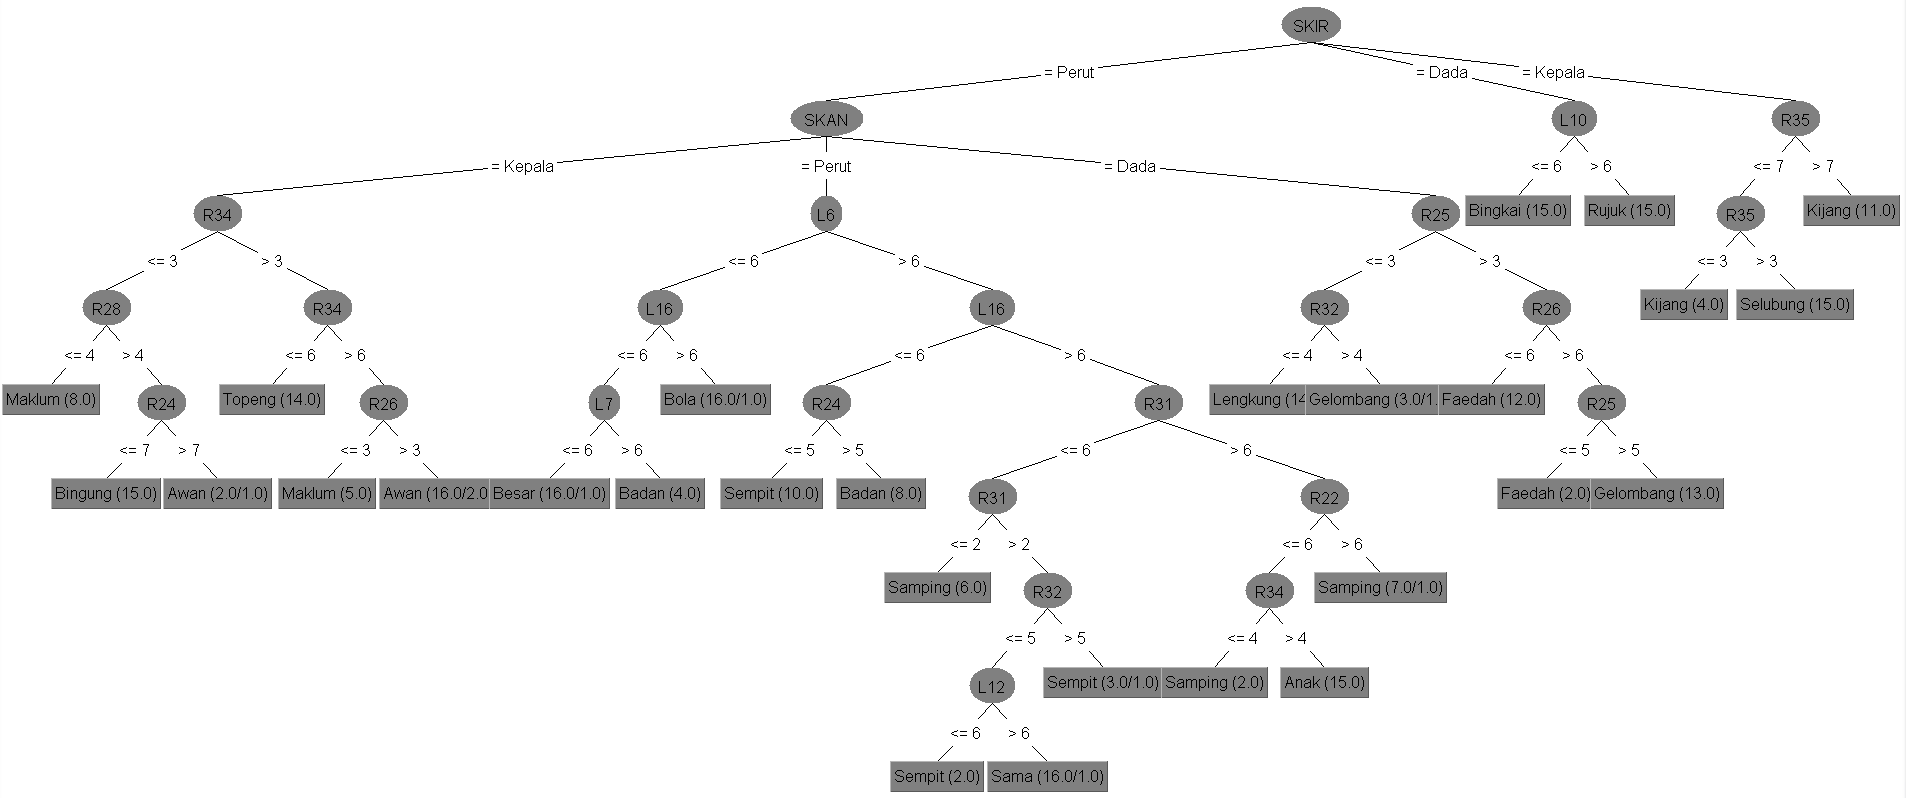 SKIR
= Perut = Dada = Kepala
SKAN L10 R35
= Kepala = Perut = Dada <= 6 > 6 <= 7 > 7
R34 L6 R25 Bingkai (15.0) Rujuk (15.0) R35 Kijang (11.0)
<= 3 > 3 <= 6 > 6 <= 3 > 3 <= 3 > 3
R28 R34 L16 L16 R32 R26 Kijang (4.0) Selubung (15.0)
<= 4 > 4 <= 6 > 6 <= 6 > 6 <= 6 > 6 <= 4 > 4 <= 6 > 6
Maklum (8.0) R24 Topeng (14.0) R26 L7 Bola (16.0/1.0) R24 R31 Lengkung (14 Gelombang (3.0/1. Faedah (12.0) R25
<= 7 > 7 <= 3 > 3 <= 6 > 6 <= 5 > 5 <= 6 > 6 <= 5 > 5
Bingung (15.0) Awan (2.0/1.0) Maklum (5.0) Awan (16.0/2.0 Besar (16.0/1.0) Badan (4.0) Sempit (10.0) Badan (8.0) R31 R22 Faedah (2.0) Gelombang (13.0)
<= 2 > 2 <= 6 > 6
Samping (6.0) R32 R34 Samping (7.0/1.0)
<= 5 > 5 <= 4 > 4
L12 Sempit (3.0/1.0) Samping (2.0) Anak (15.0)
<= 6 > 6
Sempit (2.0) Sama (16.0/1.0)